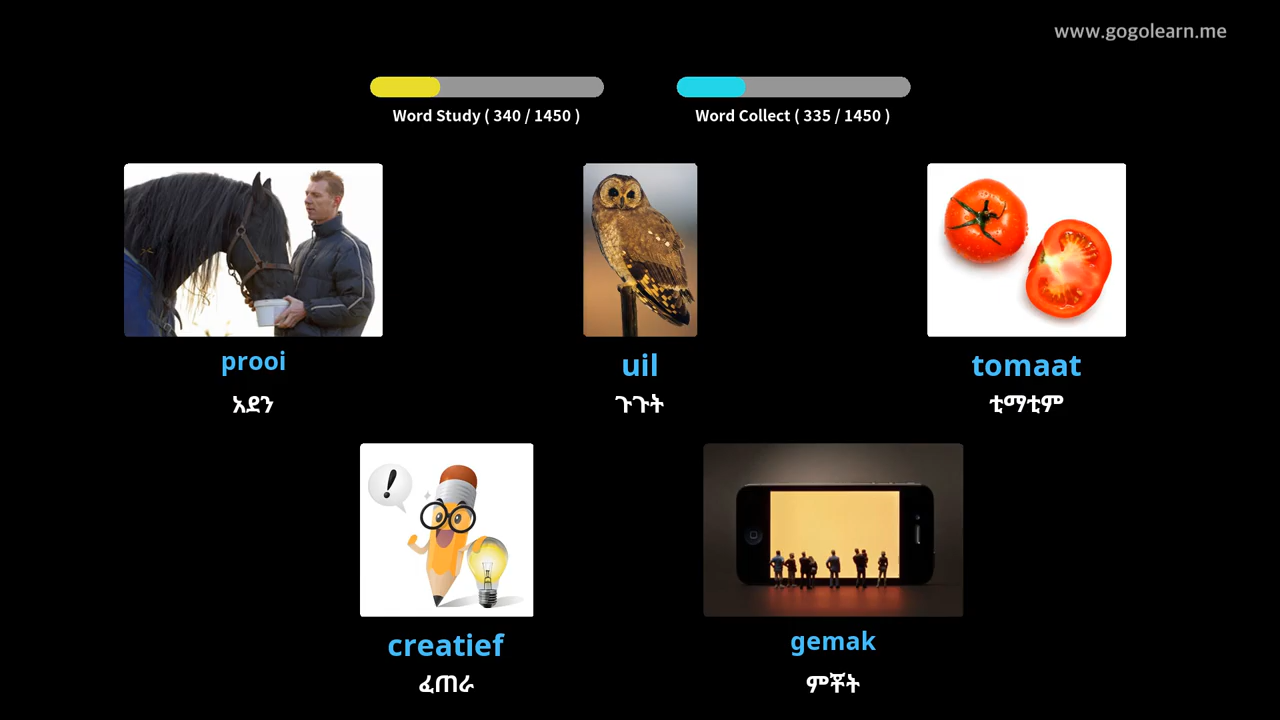 www.gogolearn.me
Word Study ( 340 / 1450 )
Word Collect ( 335 / 1450 )
prooi
uil
tomaat
አደን
ጉጉት
ቲማቲም
creatief
gemak
ፈጠራ
ምቾት